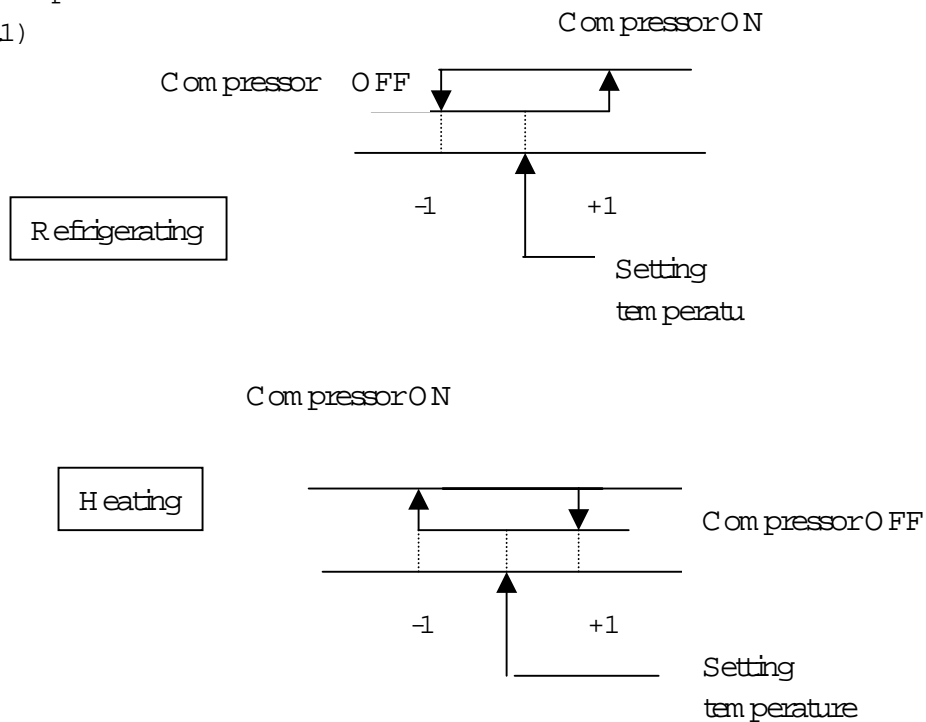 1)
Compressor ON
Compressor OFF
-1 +1
Refrigerating
Setting
temperatu
Compressor ON
Heating
Compressor OFF
-1 +1
Setting
temperature